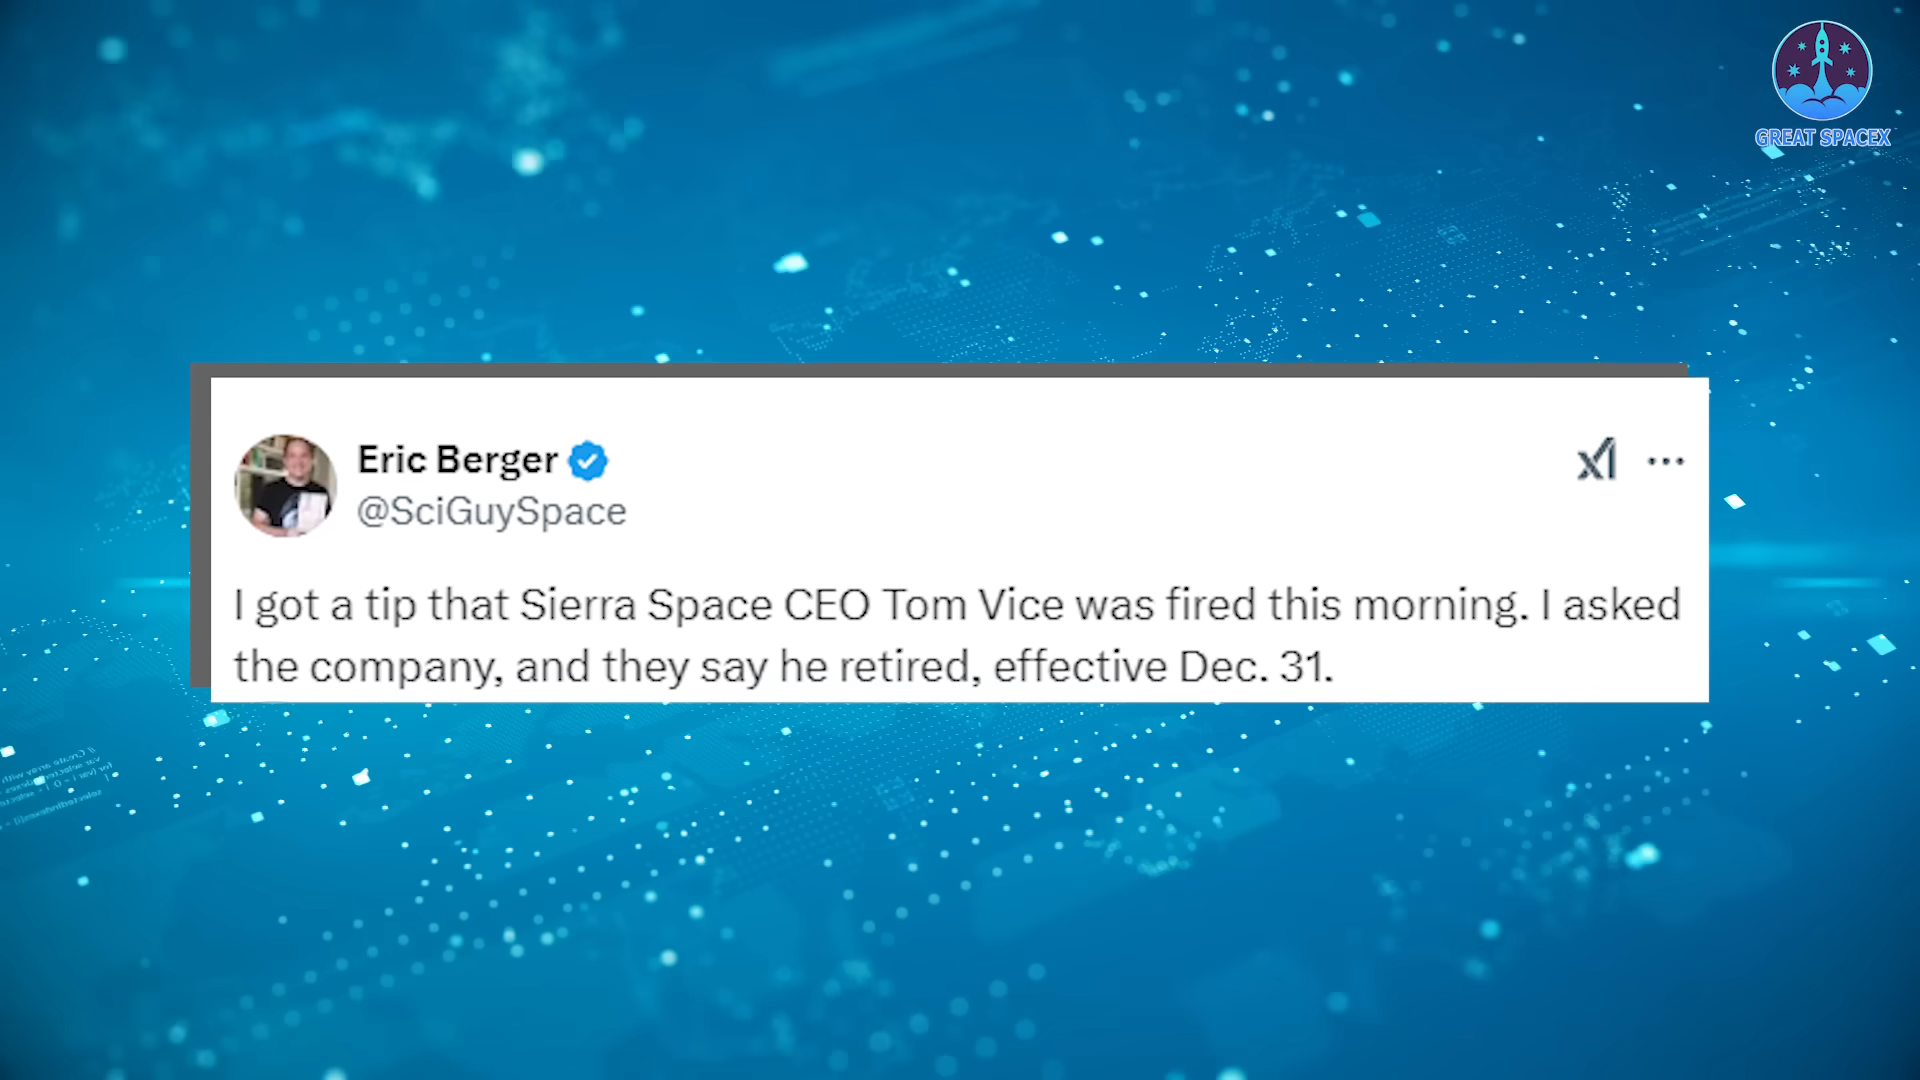 GREAT SPACEX
Eric Berger
@SciGuySpace
I got a tip that Sierra Space CEO Tom Vice was fired this morning. I asked
the company, and they say he retired, effective Dec. 31.